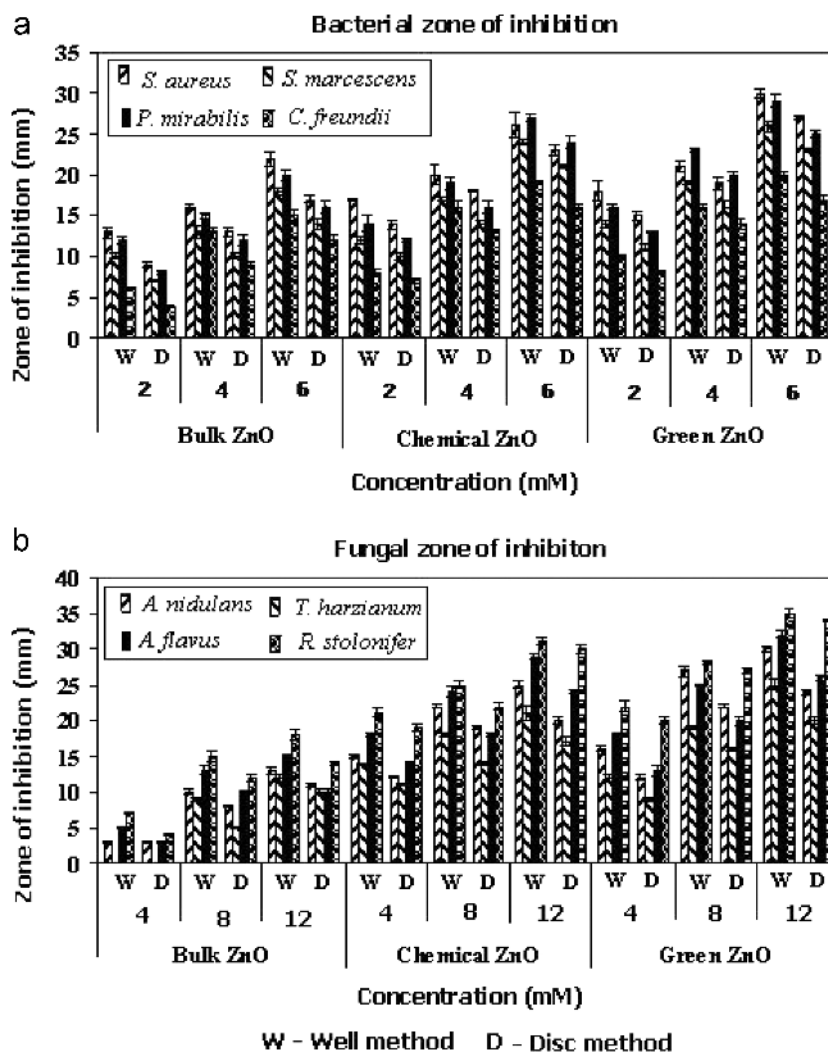 a
Bacterial zone of inhibition
Zone of inhibition (mm)
35
30
25
20
15
10
5
0
S. aureus S. marcescens
P. mirabilis C. freundii
W D W D W D W D W D W D W D W D W D
2 4 6 2 4 6 2 4 6
Bulk ZnO Chemical ZnO Green ZnO
Concentration (mM)
b
Fungal zone of inhibiton
Zone of inhibition (mm)
40
35
30
25
20
15
10
5
0
A. nidulans T. harzianum
A. flavus R. stolonifer
W D W D W D W D W D W D W D W D W D
4 8 12 4 8 12 4 8 12
Bulk ZnO Chemical ZnO Green ZnO
Concentration (mM)
W - Well method D - Disc method